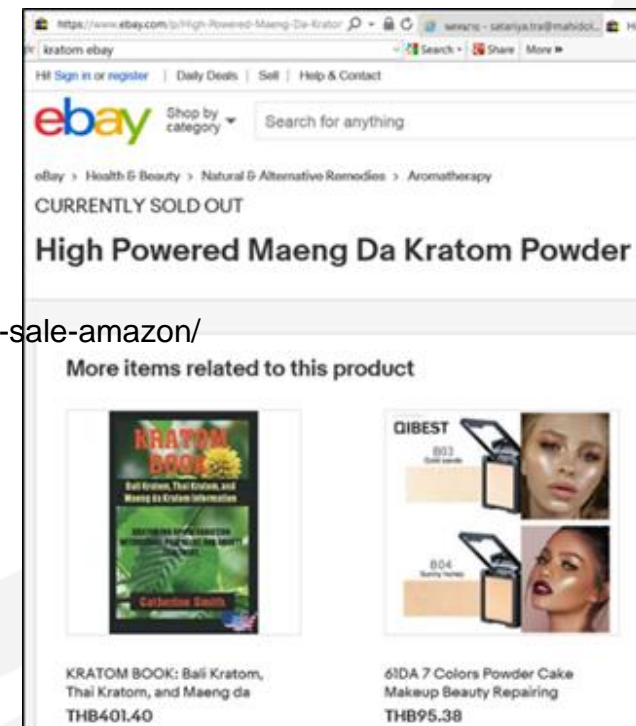 https://www.ebay.com/p/High-Powered-Maeng-Da-Krator
kratom ebay
Search
Share
More
Hi! Sign in or register | Daily Deals | Sell | Help & Contact
ebay
Shop by category
Search for anything
eBay > Health & Beauty > Natural & Alternative Remedies > Aromatherapy
CURRENTLY SOLD OUT
High Powered Maeng Da Kratom Powder
-sale-amazon/
More items related to this product
KRATOM
BOOK
Bali Kratom, Thai Kratom, and
Maeng da Kratom Information
Catherine Smith
QIBEST
B03
B04
KRATOM BOOK: Bali Kratom,
Thai Kratom, and Maeng da
THB401.40
61DA 7 Colors Powder Cake
Makeup Beauty Repairing
THB95.38